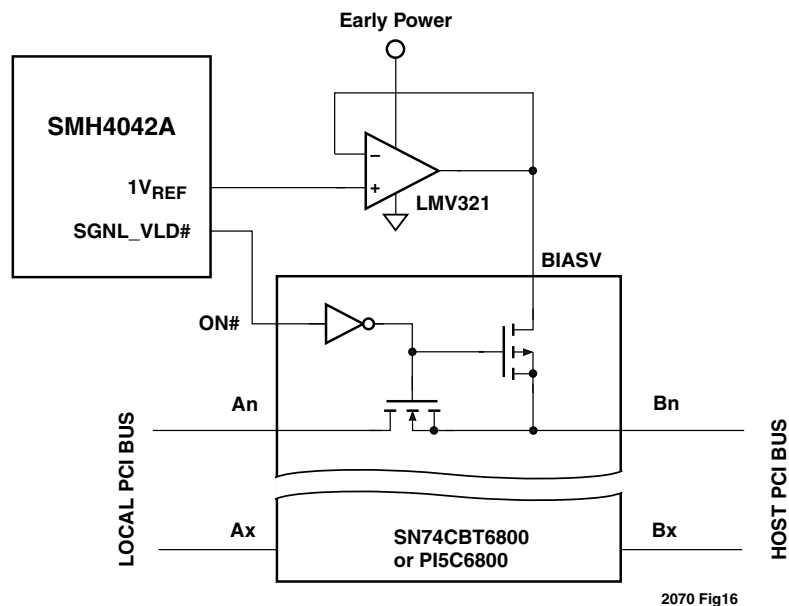 Early Power
SMH4042A
1VREF
SGNL_VLD#
−
+
LMV321
BIASV
ON#
An
Bn
LOCAL PCI BUS
HOST PCI BUS
Ax
SN74CBT6800
or PI5C6800
Bx
2070 Fig16